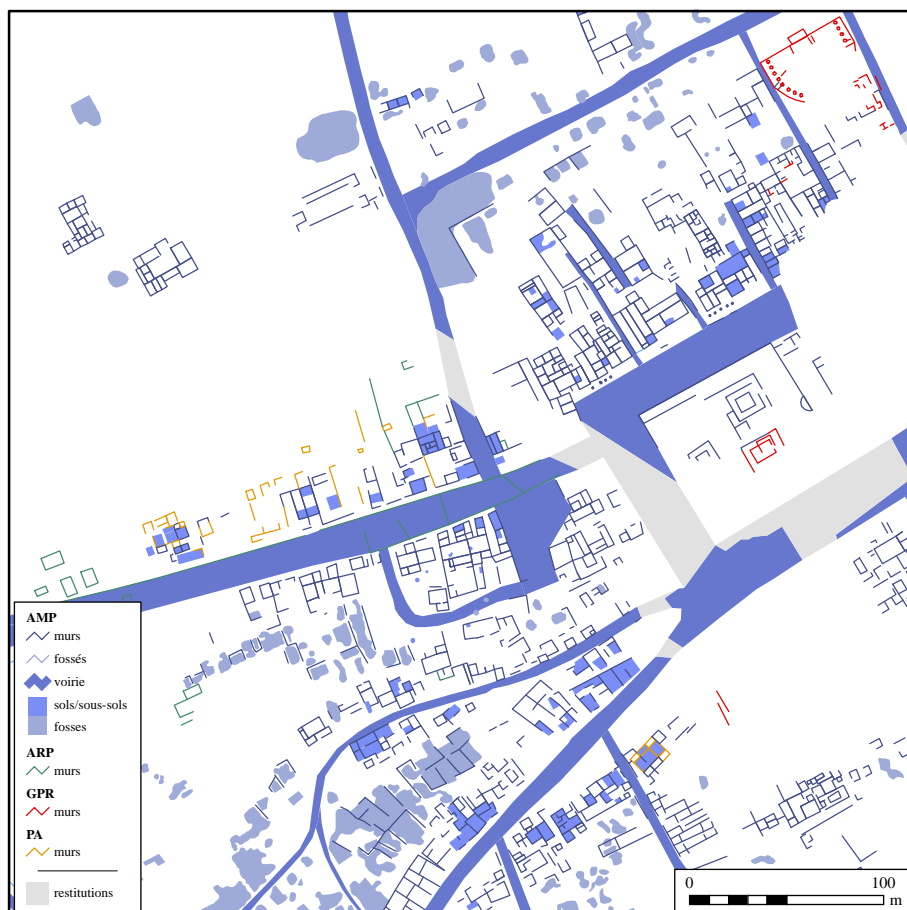 AMP
murs
fossés
voirie
sols/sous-sols
fosses
ARP
murs
GPR
murs
PA
murs
restitutions
0 100
m